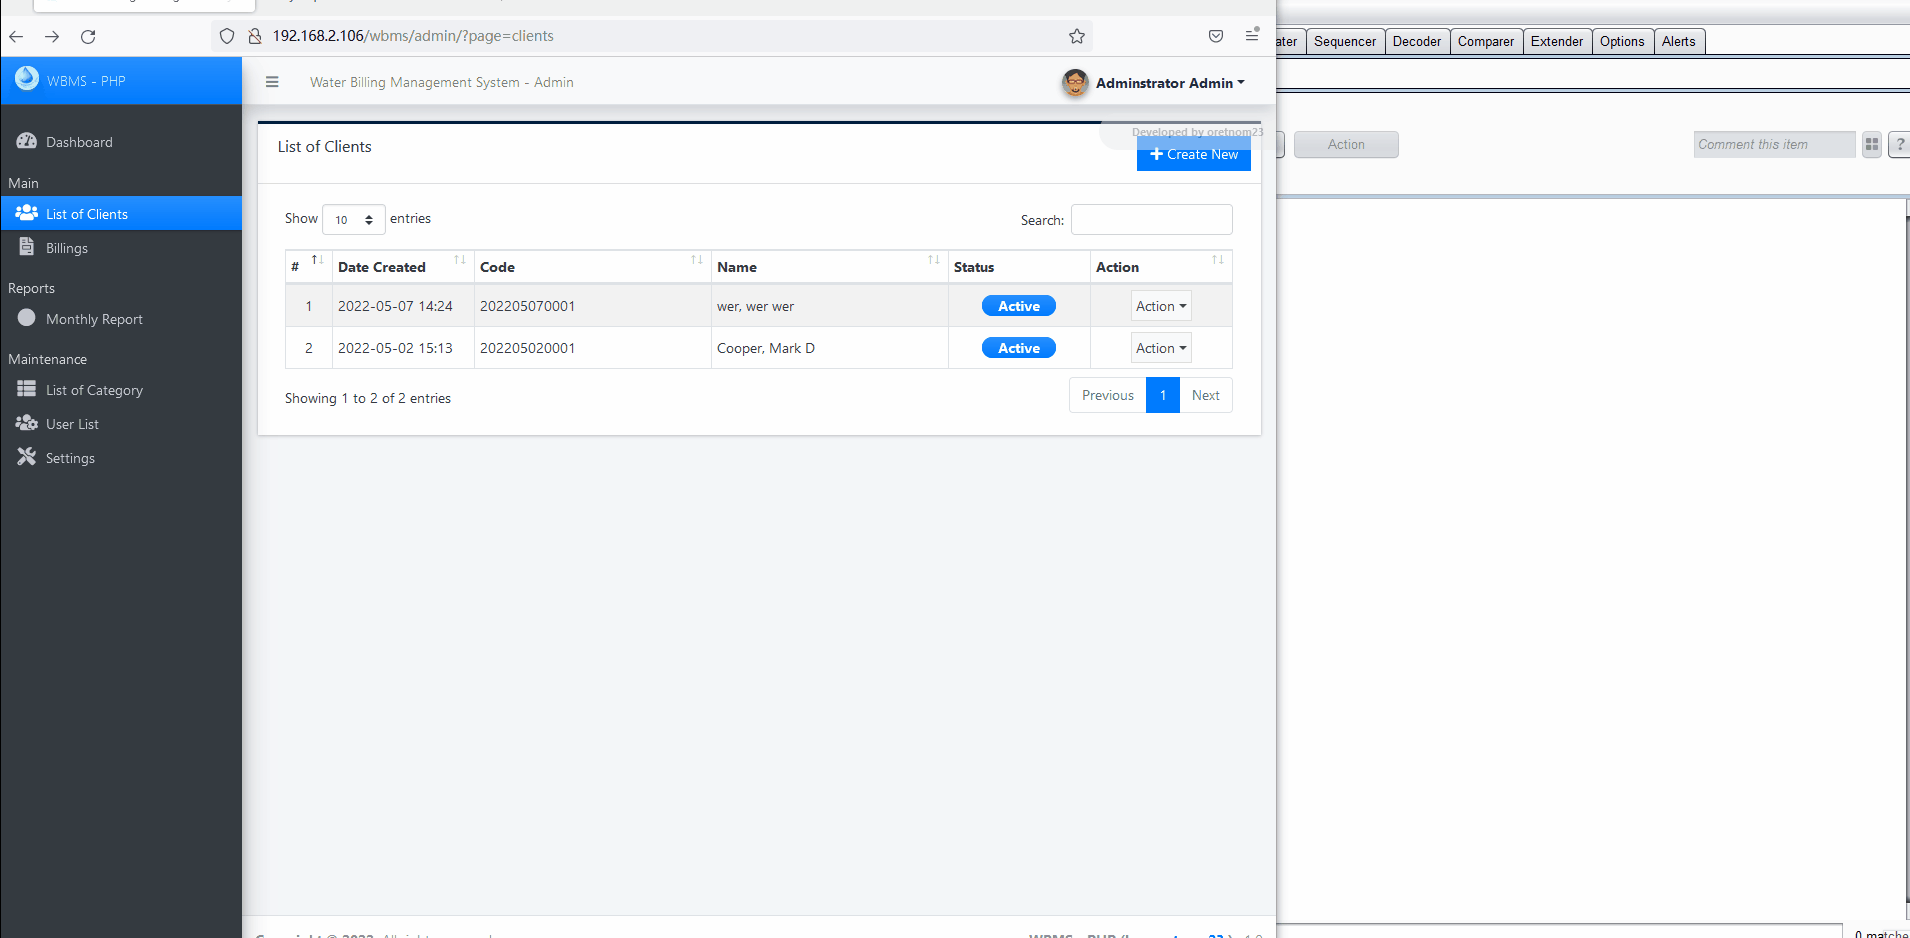 192.168.2.106/wbms/admin/?page=clients
ater Sequencer Decoder Comparer Extender Options Alerts
WBMS - PHP
Water Billing Management System - Admin
Adminstrator Admin
Dashboard
Main
List of Clients
Billings
Reports
Monthly Report
Maintenance
List of Category
User List
Settings
List of Clients
Developed by oretnom23
Create New
Action
Comment this item
?
Show 10 entries
Search:
# Date Created Code Name Status Action
1 2022-05-07 14:24 202205070001 wer, wer wer Active Action
2 2022-05-02 15:13 202205020001 Cooper, Mark D Active Action
Showing 1 to 2 of 2 entries
Previous 1 Next
0 matche